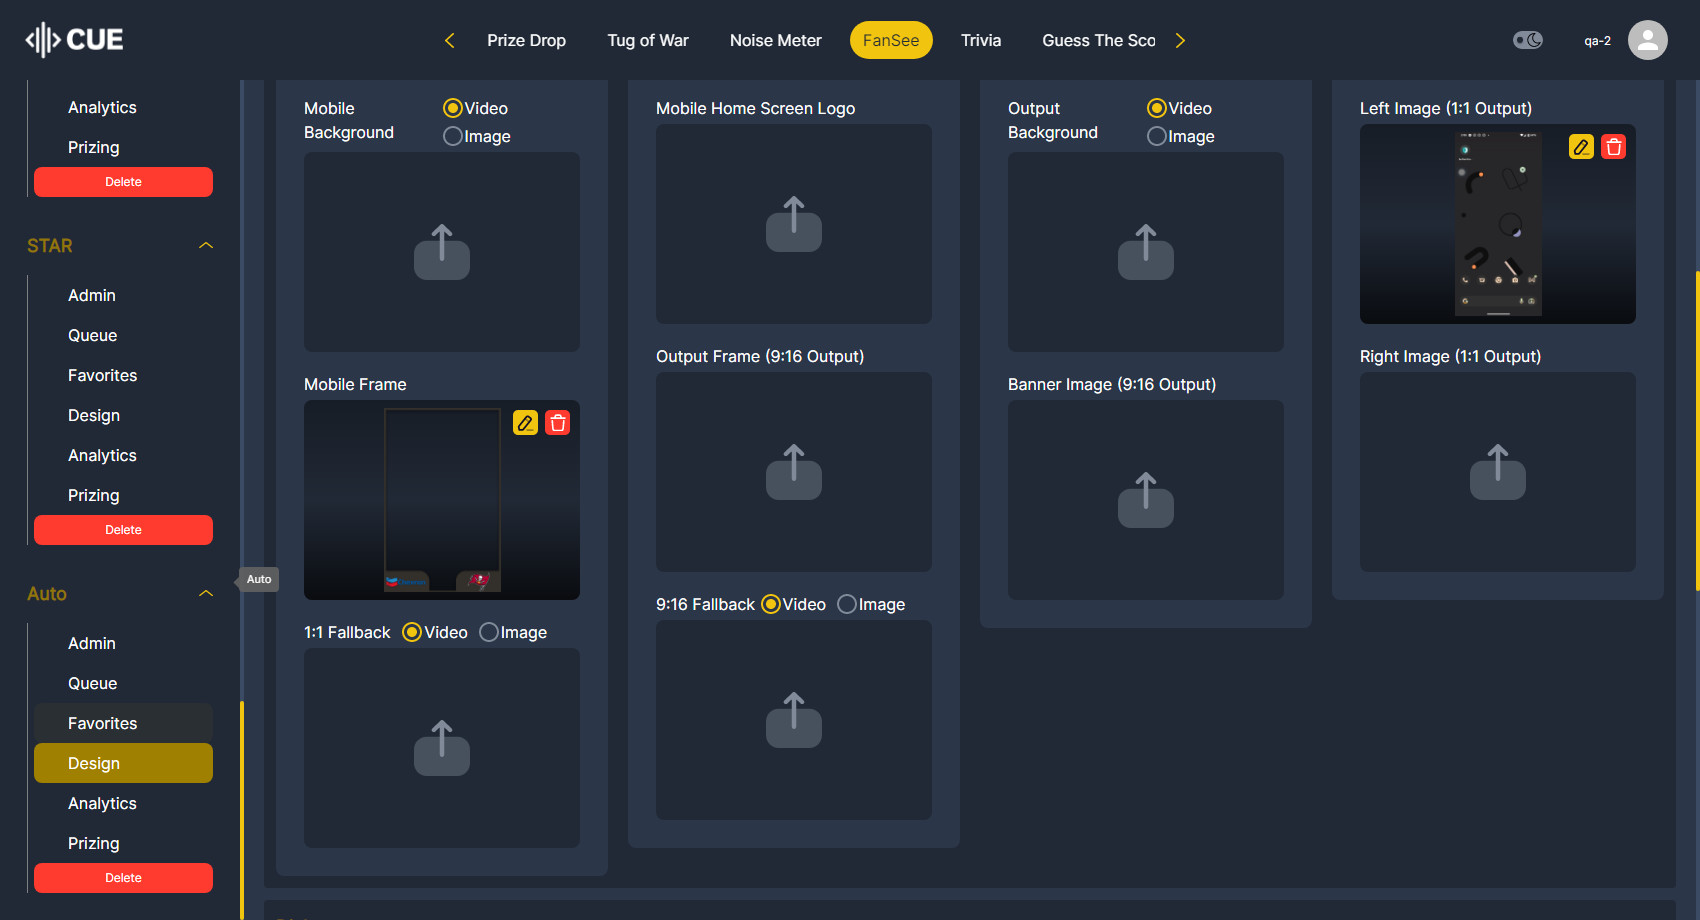 CUE
Prize Drop
Tug of War
Noise Meter
FanSee
Trivia
Guess The Sco
qa-2
Analytics
Prizing
Delete
STAR
Admin
Queue
Favorites
Design
Analytics
Prizing
Delete
Auto
Auto
Admin
Queue
Favorites
Design
Analytics
Prizing
Delete
Mobile
Background
Video
Image
Mobile Frame
1:1 Fallback
Video
Image
Mobile Home Screen Logo
Output Frame (9:16 Output)
9:16 Fallback
Video
Image
Output
Background
Video
Image
Banner Image (9:16 Output)
Left Image (1:1 Output)
Right Image (1:1 Output)